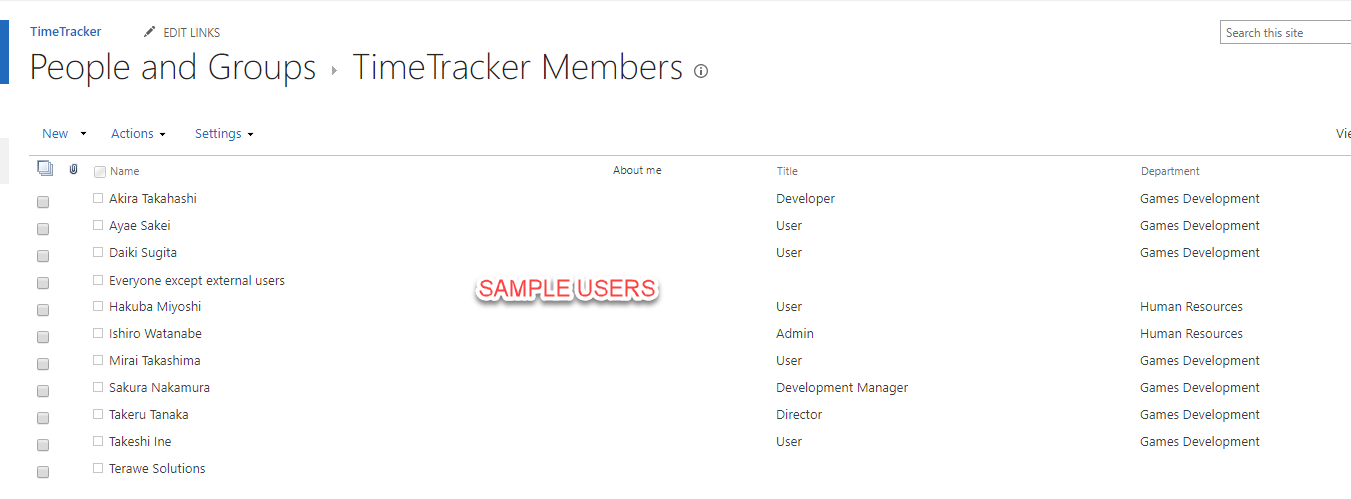 TimeTracker EDIT LINKS
Search this site
People and Groups ▸ TimeTracker Members
New Actions Settings Vie
Name About me Title Department
Akira Takahashi Developer Games Development
Ayae Sakei User Games Development
Daiki Sugita User Games Development
Everyone except external users
SAMPLE USERS
Hakuba Miyoshi User Human Resources
Ishiro Watanabe Admin Human Resources
Mirai Takashima User Games Development
Sakura Nakamura Development Manager Games Development
Takeru Tanaka Director Games Development
Takeshi Ine User Games Development
Terawe Solutions